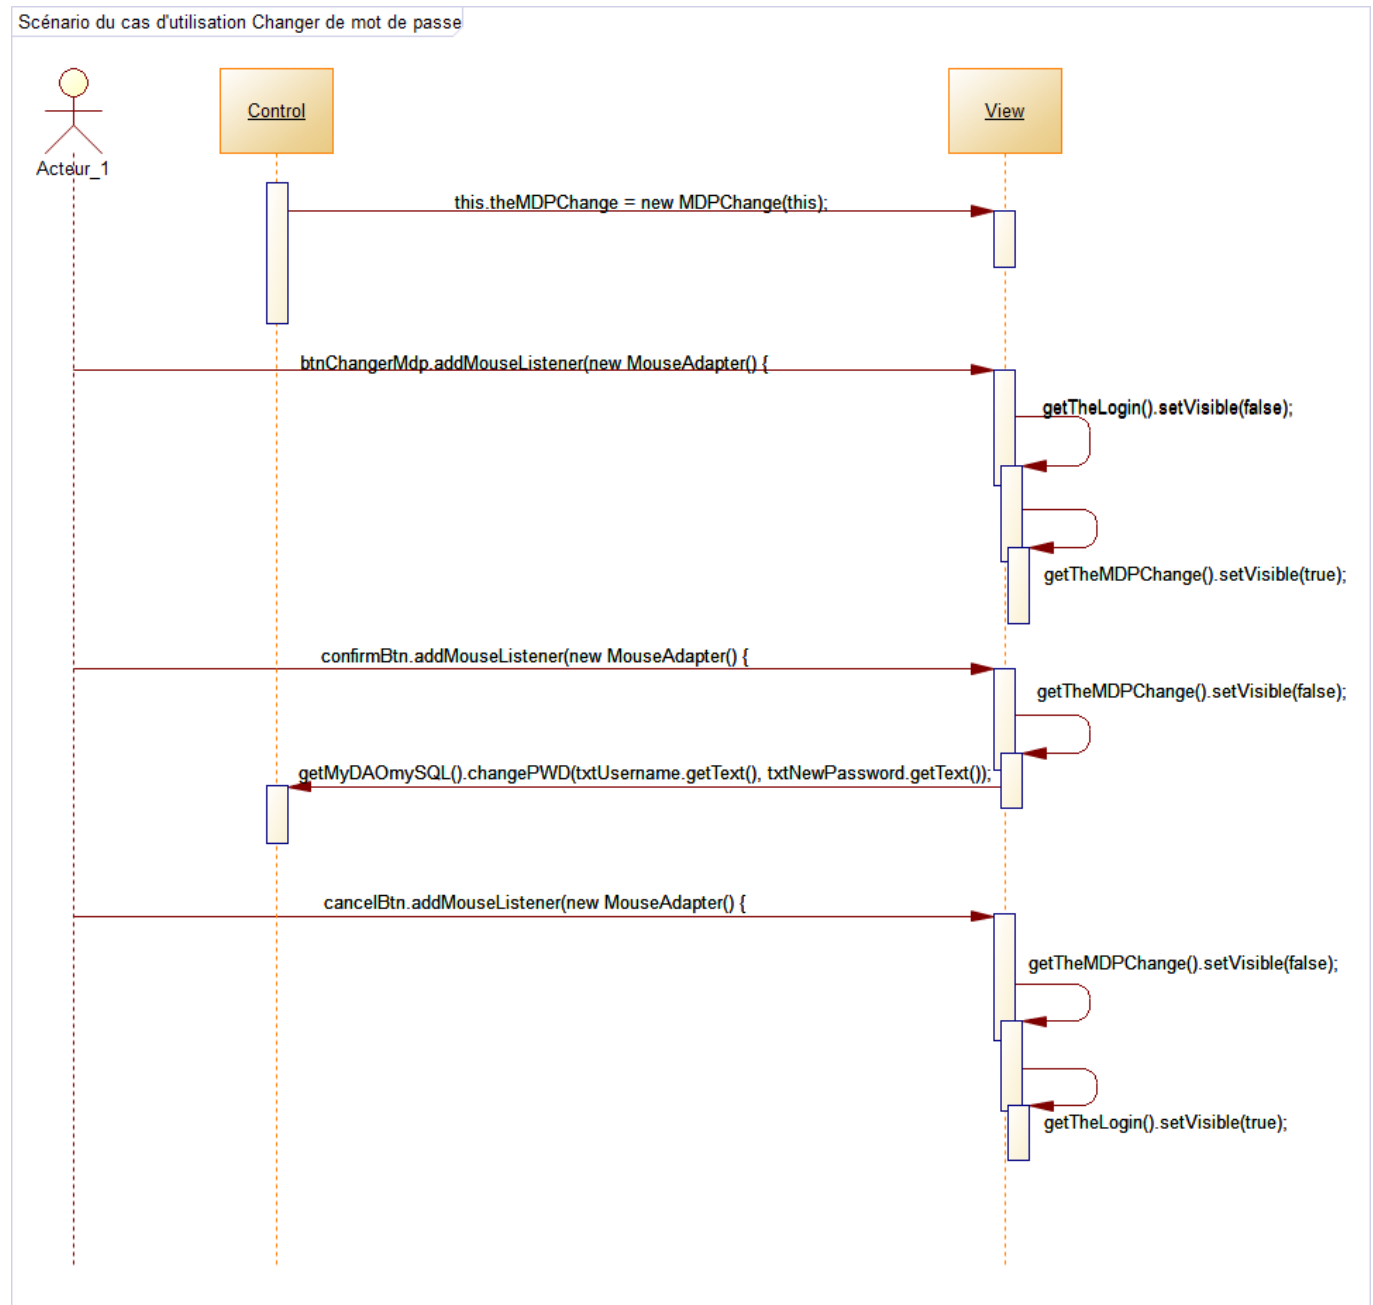 Scénario du cas d'utilisation Changer de mot de passe
Acteur_1
Control
View
this.theMDPChange = new MDPChange(this);
btnChangerMdp.addMouseListener(new MouseAdapter() {
getTheLogin().setVisible(false);
getTheMDPChange().setVisible(true);
confirmBtn.addMouseListener(new MouseAdapter() {
getTheMDPChange().setVisible(false);
getMyDAOmySQL().changePWD(txtUsername.getText(), txtNewPassword.getText());
cancelBtn.addMouseListener(new MouseAdapter() {
getTheMDPChange().setVisible(false);
getTheLogin().setVisible(true);